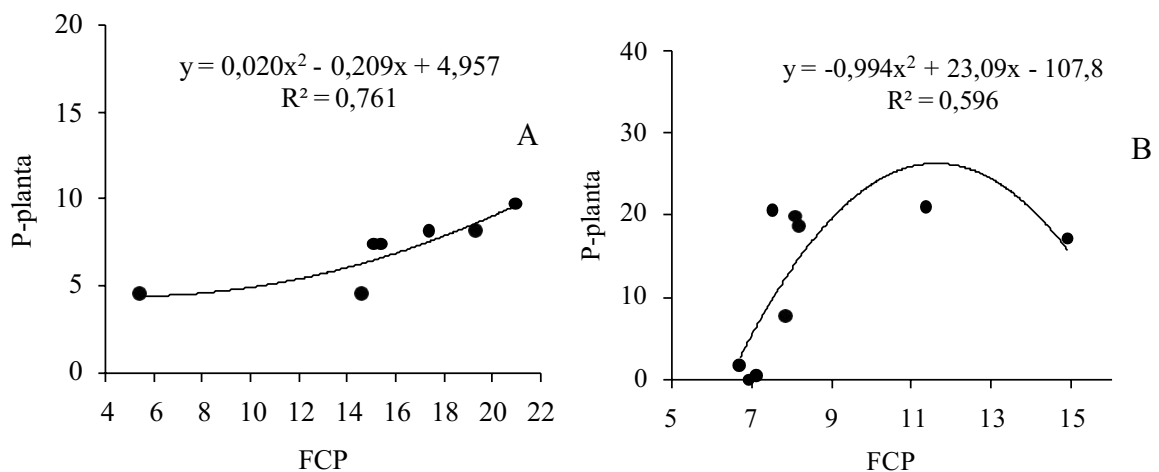 y = 0,020x² - 0,209x + 4,957
R² = 0,761
A
P-planta
20
15
10
5
0
4 6 8 10 12 14 16 18 20 22
FCP
y = -0,994x² + 23,09x - 107,8
R² = 0,596
B
P-planta
40
30
20
10
0
5 7 9 11 13 15
FCP